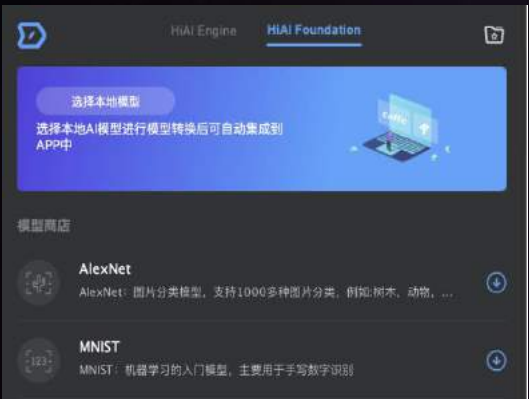 HiAI Engine
HiAI Foundation
选择本地模型
选择本地AI模型进行模型转换后可自动集成到
APP中
caffe
模型商店
AlexNet
AlexNet：图片分类模型，支持1000多种图片分类，例如:树木、动物，...
MNIST
123
MNIST：机器学习的入门模型，主要用于手写数字识别